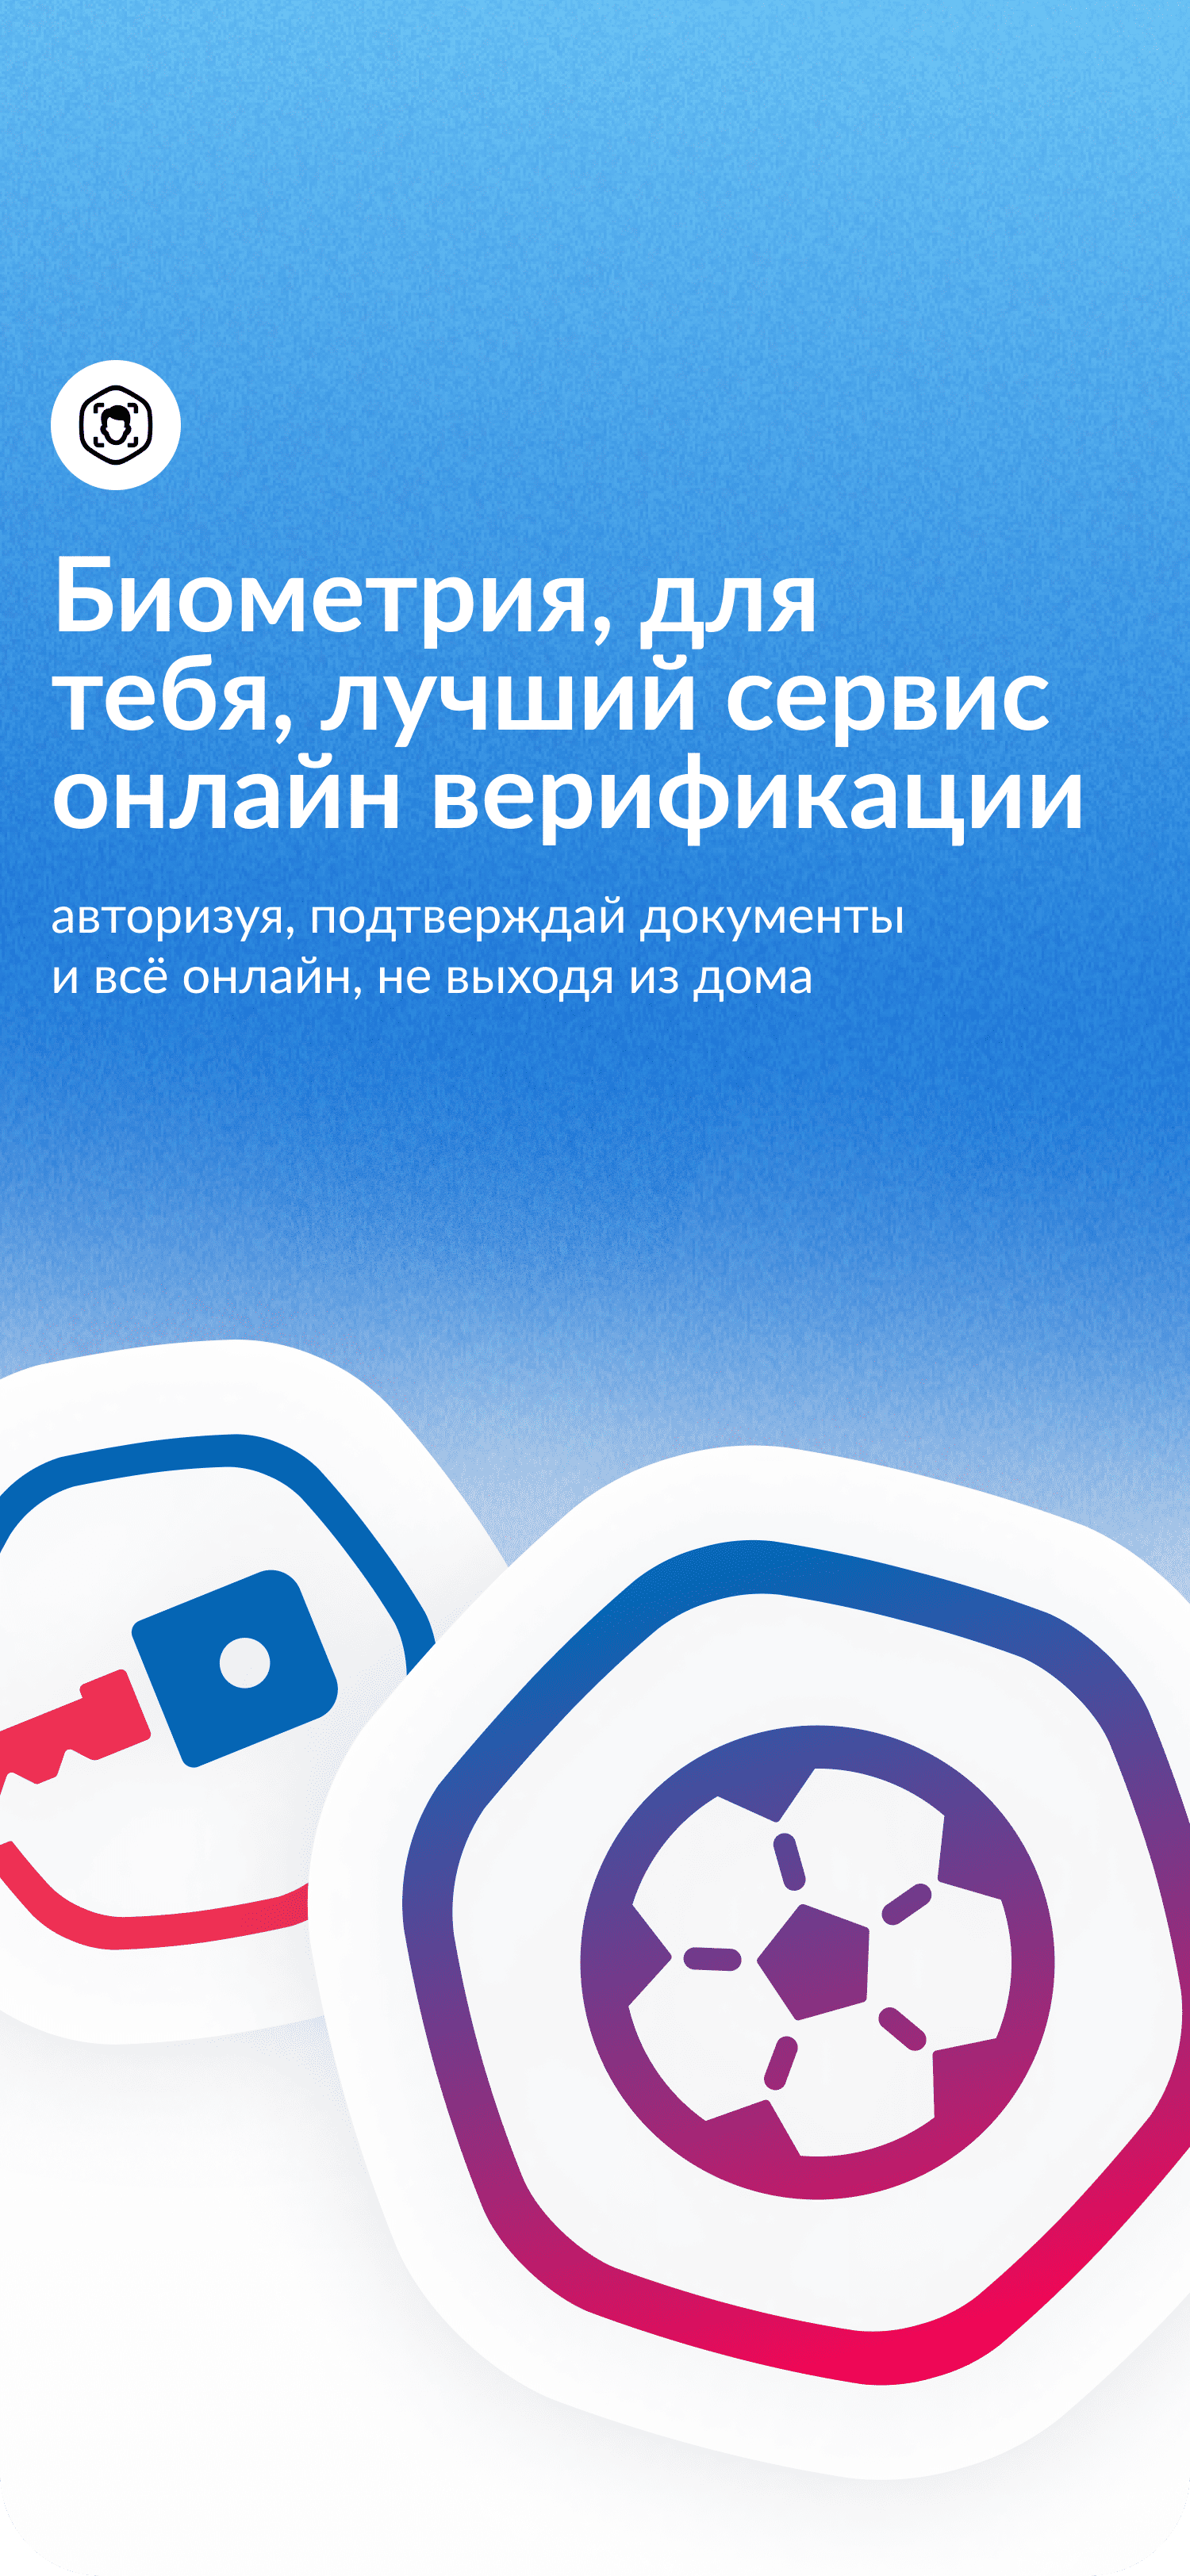 Биометрия, для
тебя, лучший сервис
онлайн верификации
авторизуя, подтверждай документы
и всё онлайн, не выходя из дома